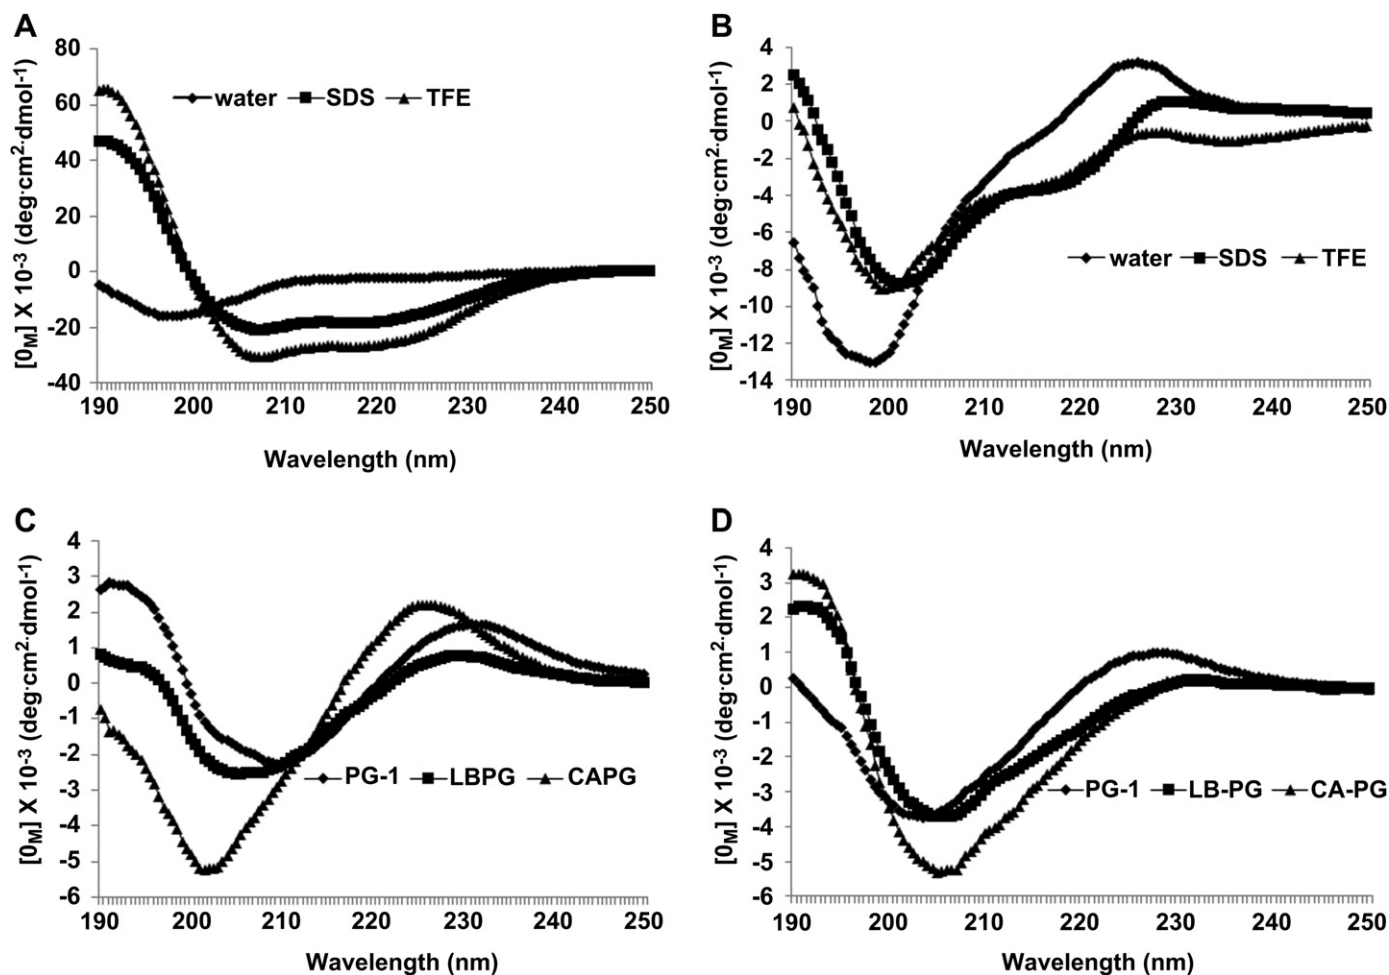 A
[0M] X 10-3 (deg·cm2·dmol-1)
80
60
40
20
0
-20
-40
water SDS TFE
190 200 210 220 230 240 250
Wavelength (nm)
B
[0M] X 10-3 (deg·cm2·dmol-1)
4
2
0
-2
-4
-6
-8
-10
-12
-14
water SDS TFE
190 200 210 220 230 240 250
Wavelength (nm)
C
[0M] X 10-3 (deg·cm2·dmol-1)
4
3
2
1
0
-1
-2
-3
-4
-5
-6
PG-1 LBPG CAPG
190 200 210 220 230 240 250
Wavelength (nm)
D
[0M] X 10-3 (deg·cm2·dmol-1)
4
3
2
1
0
-1
-2
-3
-4
-5
-6
PG-1 LB-PG CA-PG
190 200 210 220 230 240 250
Wavelength (nm)